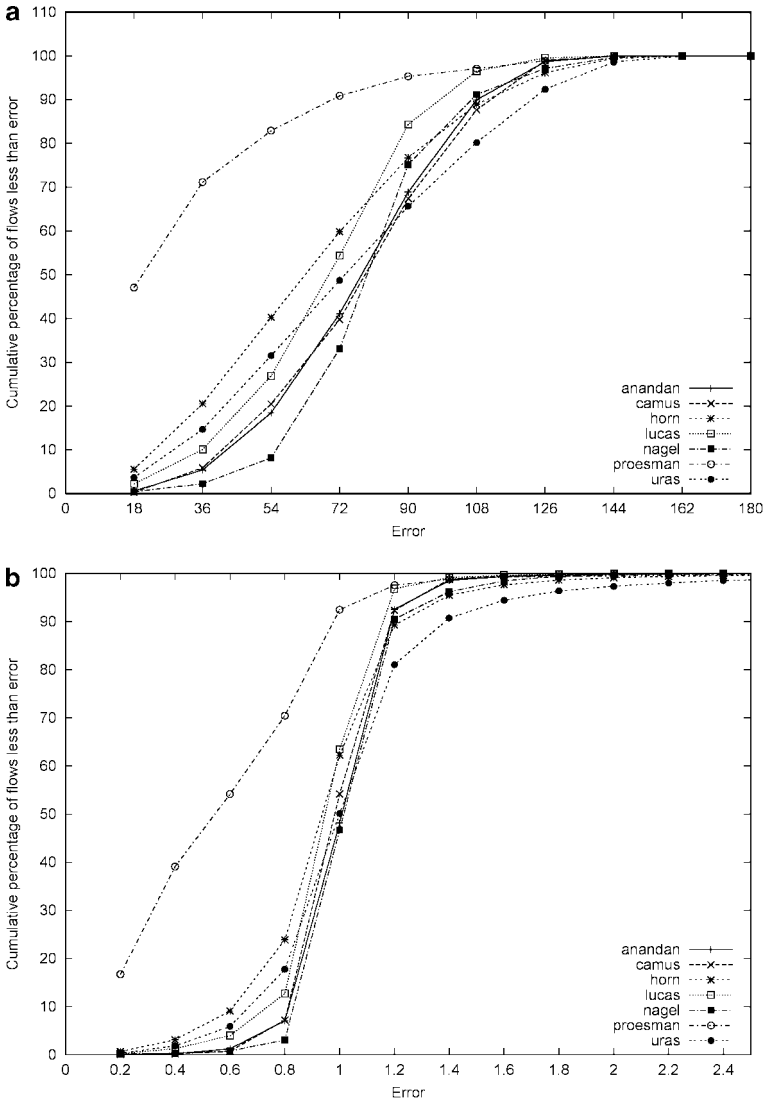 a
110
100
90
80
70
60
50
40
30
20
10
0
Cumulative percentage of flows less than error
anandan
camus
horn
lucas
nagel
proesman
uras
0 18 36 54 72 90 108 126 144 162 180
Error
b
100
90
80
70
60
50
40
30
20
10
0
Cumulative percentage of flows less than error
anandan
camus
horn
lucas
nagel
proesman
uras
0 0.2 0.4 0.6 0.8 1 1.2 1.4 1.6 1.8 2 2.2 2.4
Error